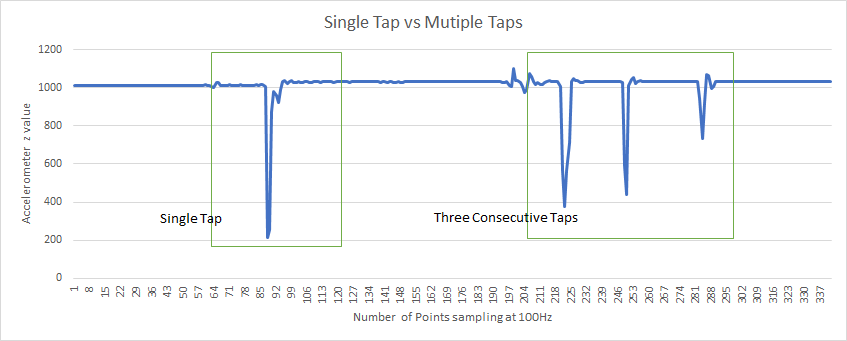 Single Tap vs Mutiple Taps
1200
1000
800
600
400
200
0
Accelerometer z value
Single Tap
Three Consecutive Taps
1 8 15 22 29 36 43 50 57 64 71 78 85 92 99 106 113 120 127 134 141 148 155 162 169 176 183 190 197 204 211 218 225 232 239 246 253 260 267 274 281 288 295 302 309 316 323 330 337
Number of Points sampling at 100Hz